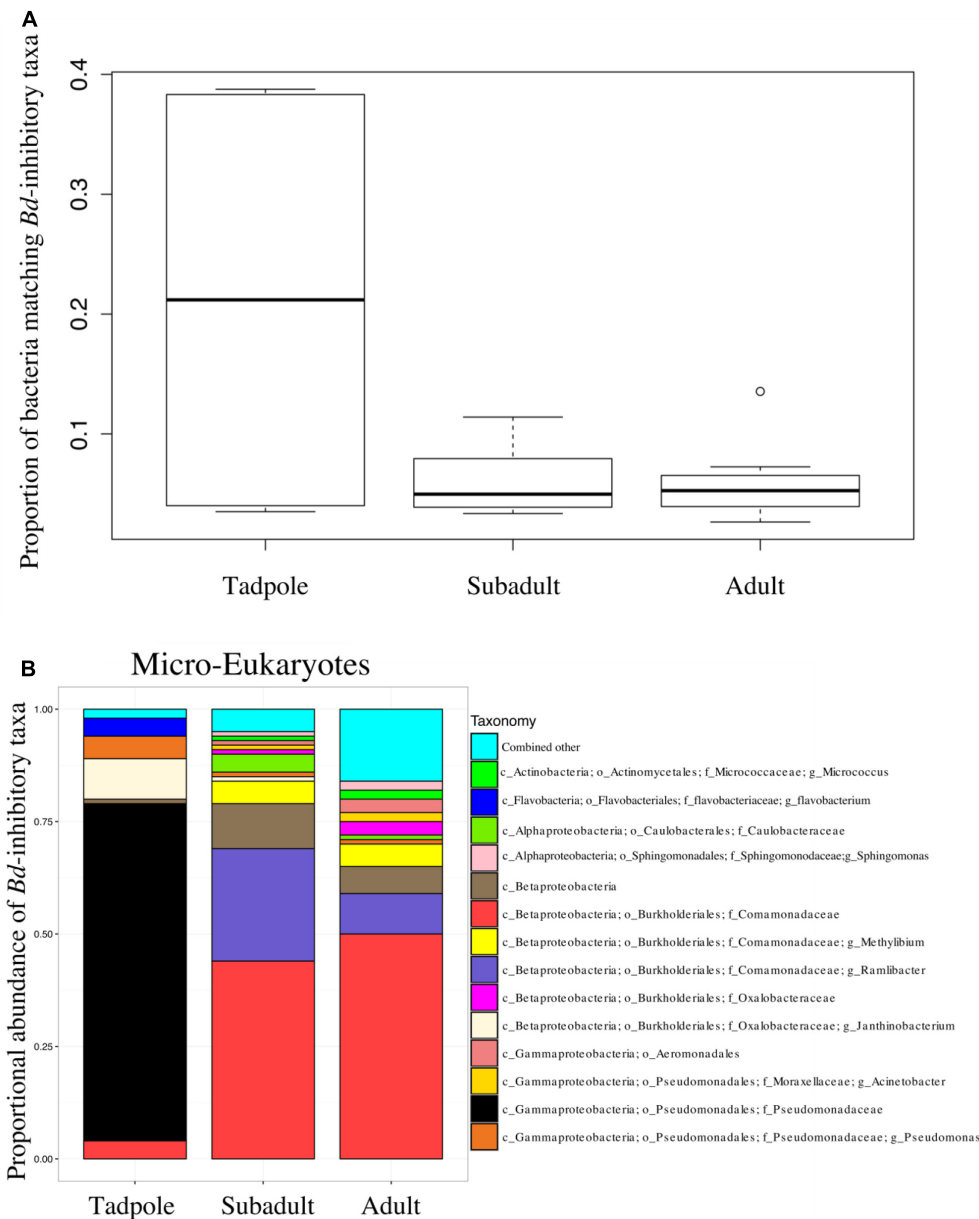 A
Proportion of bacteria matching Bd-inhibitory taxa
0.4
0.3
0.2
0.1
Tadpole
Subadult
Adult
B
Micro-Eukaryotes
Proportional abundance of Bd-inhibitory taxa
1.00
0.75
0.50
0.25
0.00
Tadpole
Subadult
Adult
Taxonomy
Combined other
c_Actinobacteria; o_Actinomycetales; f_Micrococcaceae; g_Micrococcus
c_Flavobacteria; o_Flavobacteriales; f_flavobacteriaceae; g_flavobacterium
c_Alphaproteobacteria; o_Caulobacterales; f_Caulobacteraceae
c_Alphaproteobacteria; o_Sphingomonadales; f_Sphingomonodaceae;g_Sphingomonas
c_Betaproteobacteria
c_Betaproteobacteria; o_Burkholderiales; f_Comamonadaceae
c_Betaproteobacteria; o_Burkholderiales; f_Comamonadaceae; g_Methylibium
c_Betaproteobacteria; o_Burkholderiales; f_Comamonadaceae; g_Ramlibacter
c_Betaproteobacteria; o_Burkholderiales; f_Oxalobacteraceae
c_Betaproteobacteria; o_Burkholderiales; f_Oxalobacteraceae; g_Janthinobacterium
c_Gammaproteobacteria; o_Aeromonadales
c_Gammaproteobacteria; o_Pseudomonadales; f_Moraxellaceae; g_Acinetobacter
c_Gammaproteobacteria; o_Pseudomonadales; f_Pseudomonadaceae
c_Gammaproteobacteria; o_Pseudomonadales; f_Pseudomonadaceae; g_Pseudomonas